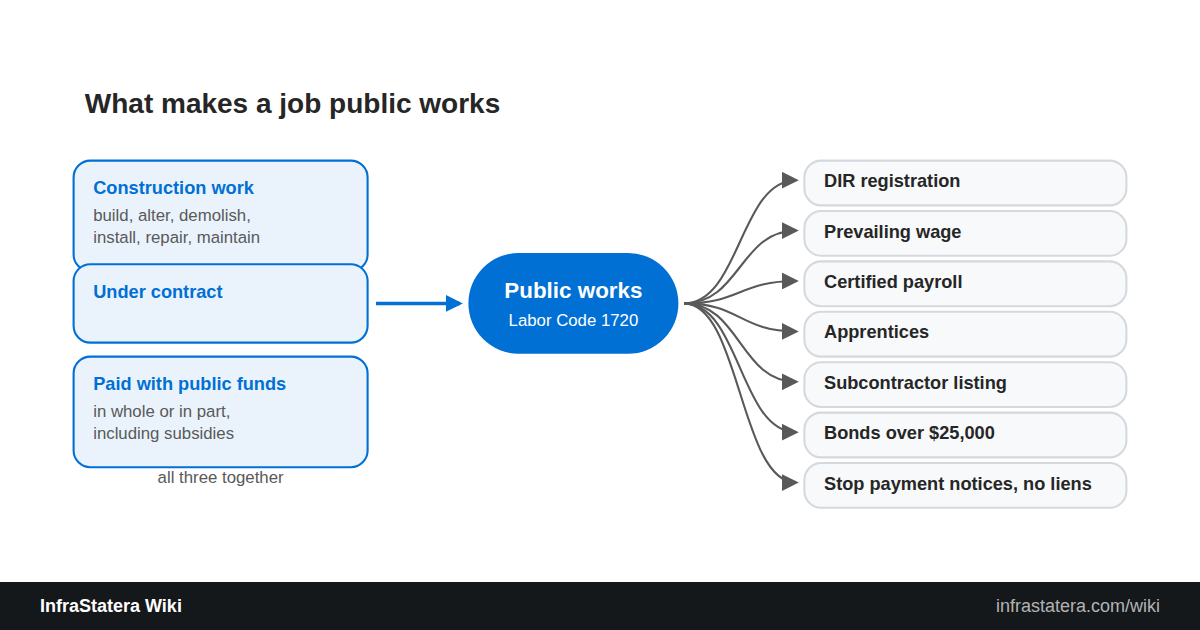 What makes a job public works
Construction work
build, alter, demolish,
install, repair, maintain
Under contract
Paid with public funds
in whole or in part,
including subsidies
all three together
Public works
Labor Code 1720
DIR registration
Prevailing wage
Certified payroll
Apprentices
Subcontractor listing
Bonds over $25,000
Stop payment notices, no liens
InfraStatera Wiki
infrastatera.com/wiki